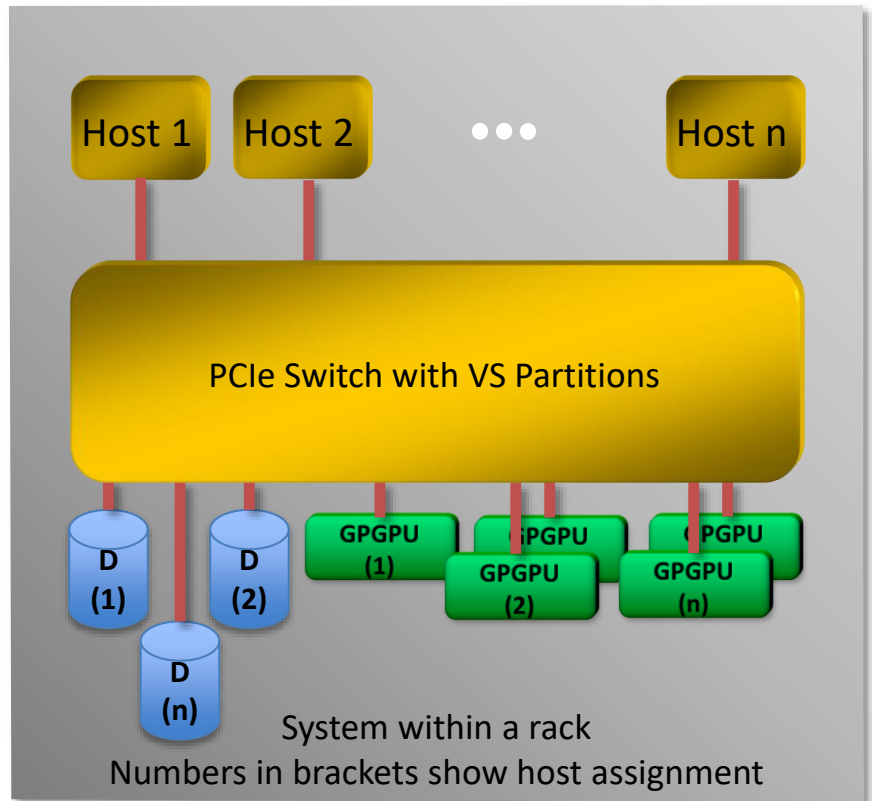 Host 1
Host 2
•••
Host n
PCIe Switch with VS Partitions
D
(1)
D
(2)
D
(n)
GPGPU
(1)
GPGPU
GPGPU
(2)
GPGPU
GPGPU
(n)
System within a rack
Numbers in brackets show host assignment